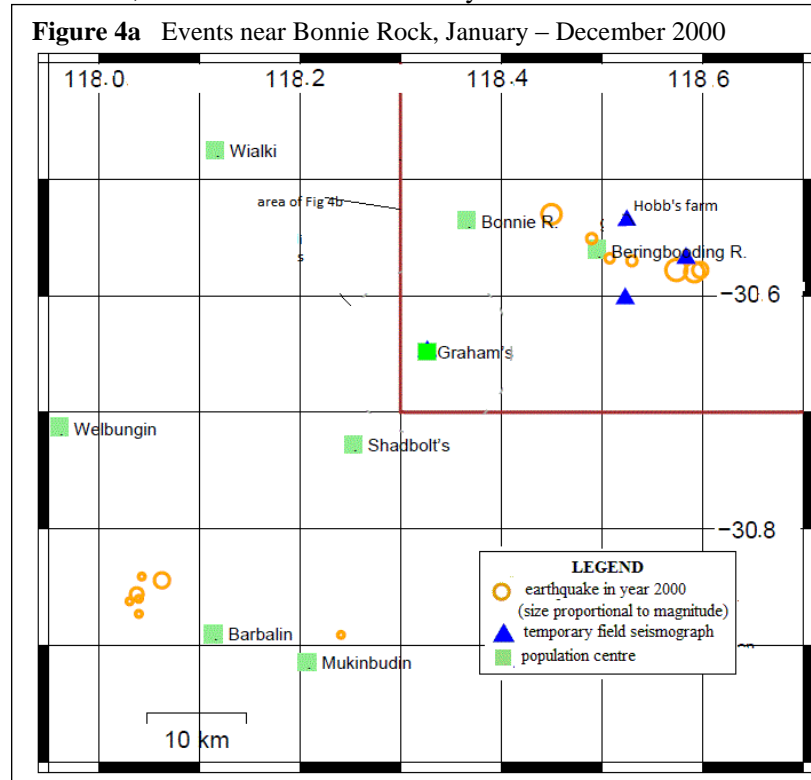 Figure 4a Events near Bonnie Rock, January – December 2000
118.0 118.2 118.4 118.6
Wialki
area of Fig 4b
Hobb's farm
Bonnie R.
Beringbooding R.
i
s
−30.6
Graham's
Welbungin
Shadbolt's
−30.8
LEGEND
earthquake in year 2000
(size proportional to magnitude)
temporary field seismograph
population centre
Barbalin
Mukinbudin
10 km